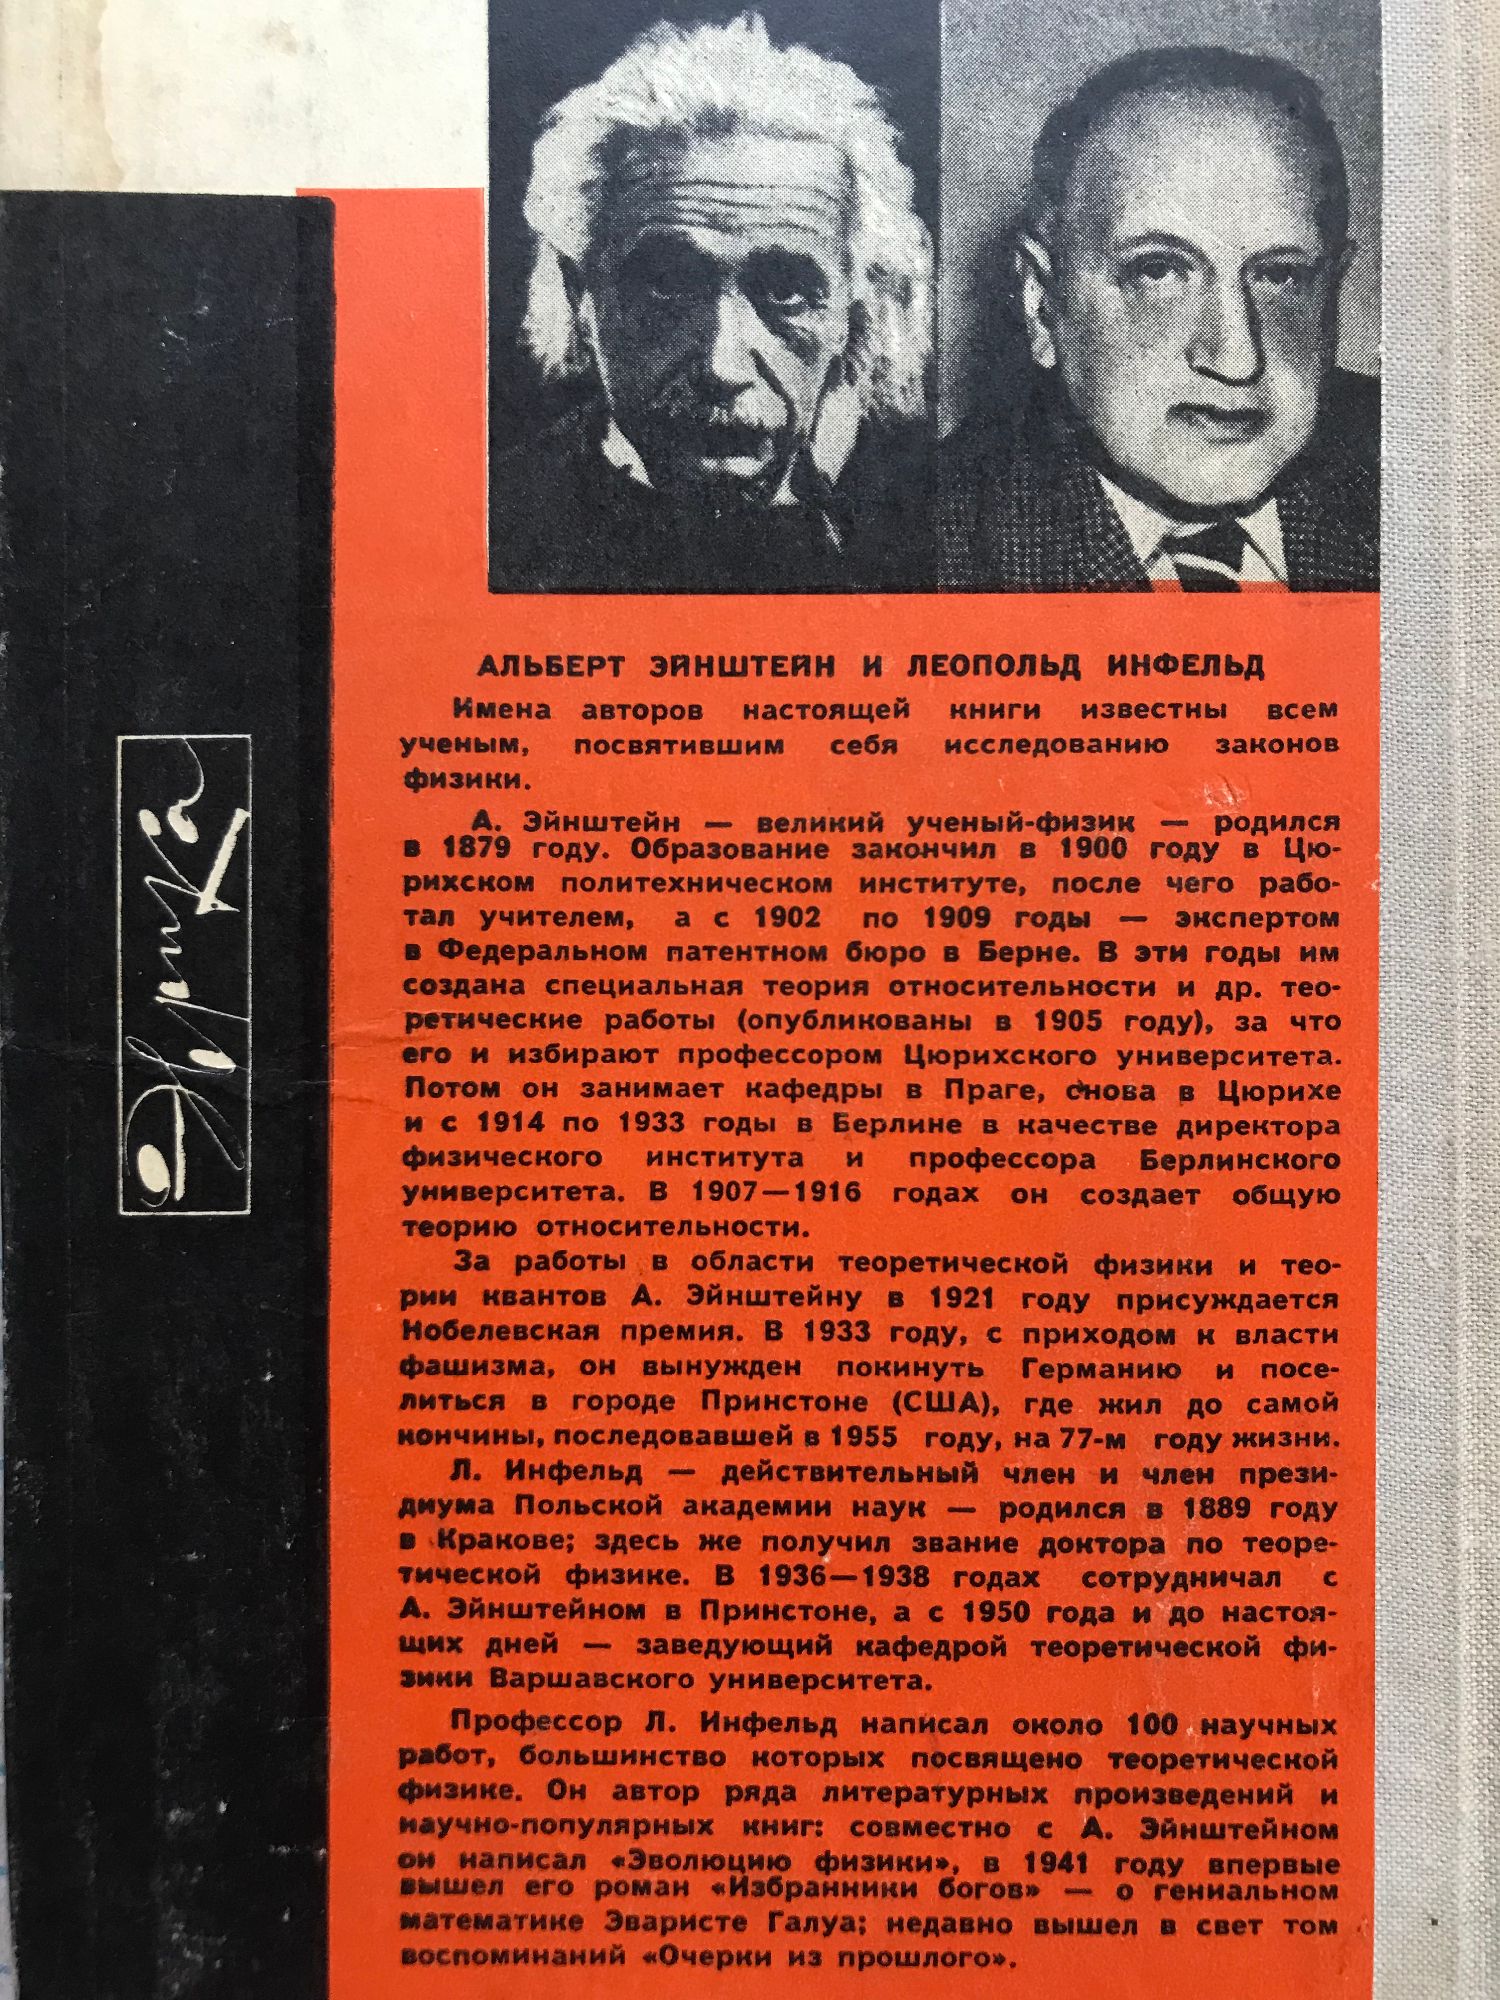 АЛЬБЕРТ ЭЙНШТЕЙН И ЛЕОПОЛЬД ИНФЕЛЬД
Имена авторов настоящей книги известны всем
ученым, посвятившим себя исследованию законов
физики.
А. Эйнштейн — великий ученый-физик — родился
в 1879 году. Образование закончил в 1900 году в Цю-
рихском политехническом институте, после чего рабо-
тал учителем, а с 1902 по 1909 годы — экспертом
в Федеральном патентном бюро в Берне. В эти годы им
создана специальная теория относительности и др. тео-
ретические работы (опубликованы в 1905 году), за что
его и избирают профессором Цюрихского университета.
Потом он занимает кафедры в Праге, снова в Цюрихе
и с 1914 по 1933 годы в Берлине в качестве директора
физического института и профессора Берлинского
университета. В 1907—1916 годах он создает общую
теорию относительности.
За работы в области теоретической физики и тео-
рии квантов А. Эйнштейну в 1921 году присуждается
Нобелевская премия. В 1933 году, с приходом к власти
фашизма, он вынужден покинуть Германию и посе-
литься в городе Принстоне (США), где жил до самой
кончины, последовавшей в 1955 году, на 77-м году жизни.
Л. Инфельд — действительный член и член прези-
диума Польской академии наук — родился в 1889 году
в Кракове; здесь же получил звание доктора по теоре-
тической физике. В 1936—1938 годах сотрудничал с
А. Эйнштейном в Принстоне, а с 1950 года и до настоя-
щих дней — заведующий кафедрой теоретической фи-
зики Варшавского университета.
Профессор Л. Инфельд написал около 100 научных
работ, большинство которых посвящено теоретической
физике. Он автор ряда литературных произведений и
научно-популярных книг: совместно с А. Эйнштейном
он написал «Эволюцию физики», в 1941 году впервые
вышел его роман «Избранники богов» — о гениальном
математике Эваристе Галуа; недавно вышел в свет том
воспоминаний «Очерки из прошлого».
Эврика